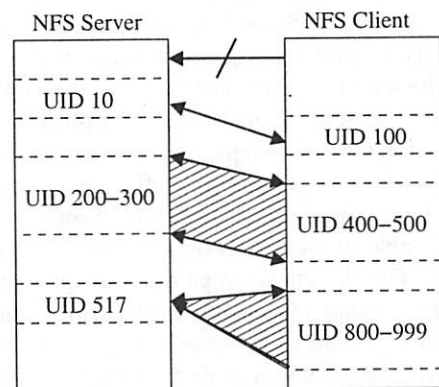 NFS Server
NFS Client
UID 10
UID 100
UID 200–300
UID 400–500
UID 517
UID 800–999